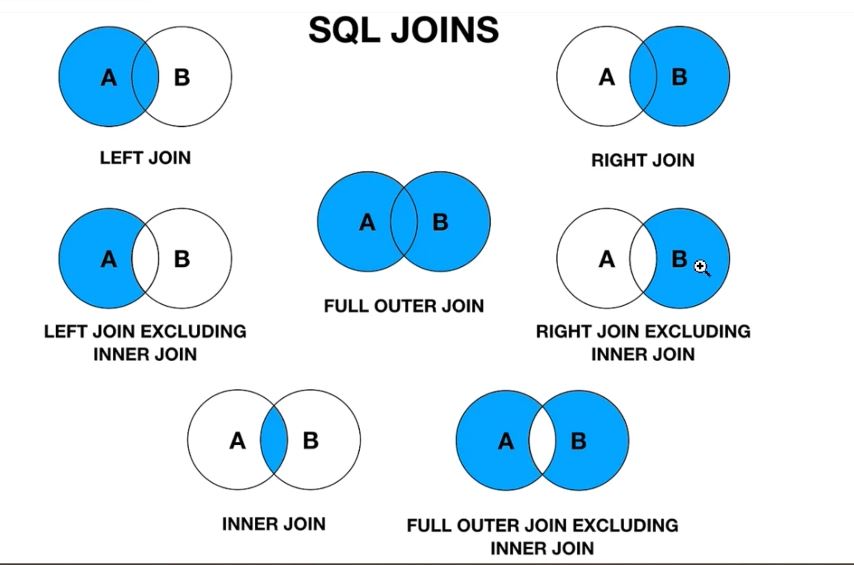 SQL JOINS
A B
LEFT JOIN
A B
RIGHT JOIN
A B
FULL OUTER JOIN
A B
LEFT JOIN EXCLUDING
INNER JOIN
A B
RIGHT JOIN EXCLUDING
INNER JOIN
A B
INNER JOIN
A B
FULL OUTER JOIN EXCLUDING
INNER JOIN